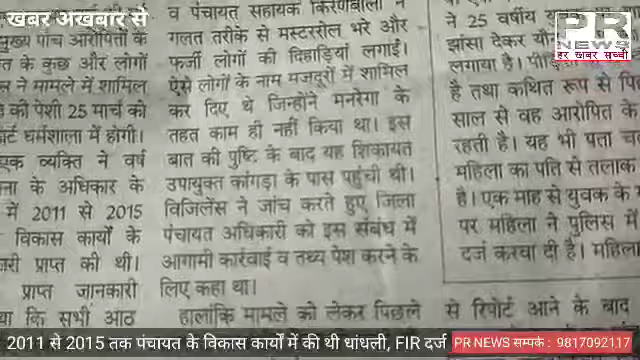 खबर अखबार से
PR
NEWS
हर खबर सच्ची
मुख्य पांच आरोपितों के
त के कुछ और लोगों
ने मामले में शामिल
की पेशी 25 मार्च को
र्ट धर्मशाला में होगी।
एक व्यक्ति ने वर्ष
ना के अधिकार के
में 2011 से 2015
विकास कार्यों के
ारी प्राप्त की थी।
प्राप्त जानकारी
कि सभी आठ
व पंचायत सहायक किरणबाला ने
गलत तरीके से मस्टररोल भरे और
फर्जी लोगों की दिहाड़ियां लगाईं।
ऐसे लोगों के नाम मजदूरों में शामिल
कर दिए थे जिन्होंने मनरेगा के
तहत काम ही नहीं किया था। इस
बात की पुष्टि के बाद यह शिकायत
उपायुक्त कांगड़ा के पास पहुंची थी।
विजिलेंस ने जांच करते हुए जिला
पंचायत अधिकारी को इस संबंध में
आगामी कार्रवाई व तथ्य पेश करने के
लिए कहा था।
हालांकि मामले को लेकर पिछले
ने 25 वर्षीय
झांसा देकर
लगाया है।
है तथा कथित रूप से
साल से वह आरोपित के
रहती है। यह भी पता
महिला का पति से तलाक
है। एक माह से युवक के
पर महिला ने पुलिस में
दर्ज करवा दी है। महिला
से रिपोर्ट आने के बाद
2011 से 2015 तक पंचायत के विकास कार्यों में की थी धांधली, FIR दर्ज
PR NEWS सम्पर्क : 9817092117